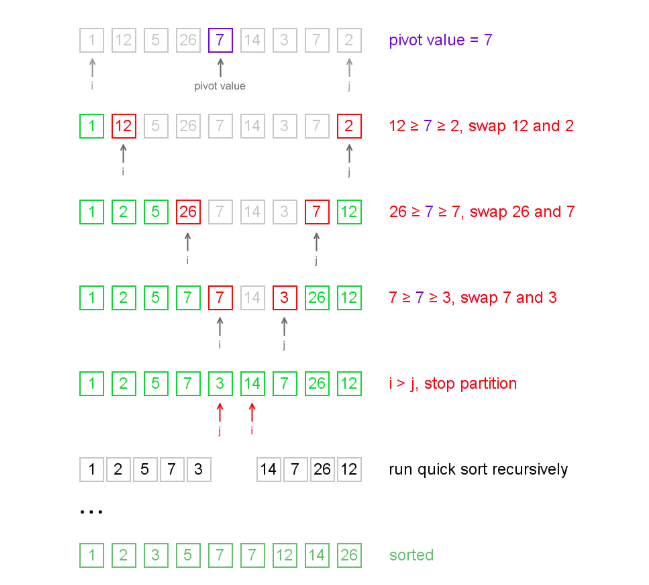 1 12 5 26 7 14 3 7 2 pivot value = 7
i pivot value j
1 12 5 26 7 14 3 7 2 12 ≥ 7 ≥ 2, swap 12 and 2
i j
1 2 5 26 7 14 3 7 12 26 ≥ 7 ≥ 7, swap 26 and 7
i j
1 2 5 7 7 14 3 26 12 7 ≥ 7 ≥ 3, swap 7 and 3
i j
1 2 5 7 3 14 7 26 12 i > j, stop partition
j i
1 2 5 7 3 14 7 26 12 run quick sort recursively
...
1 2 3 5 7 7 12 14 26 sorted